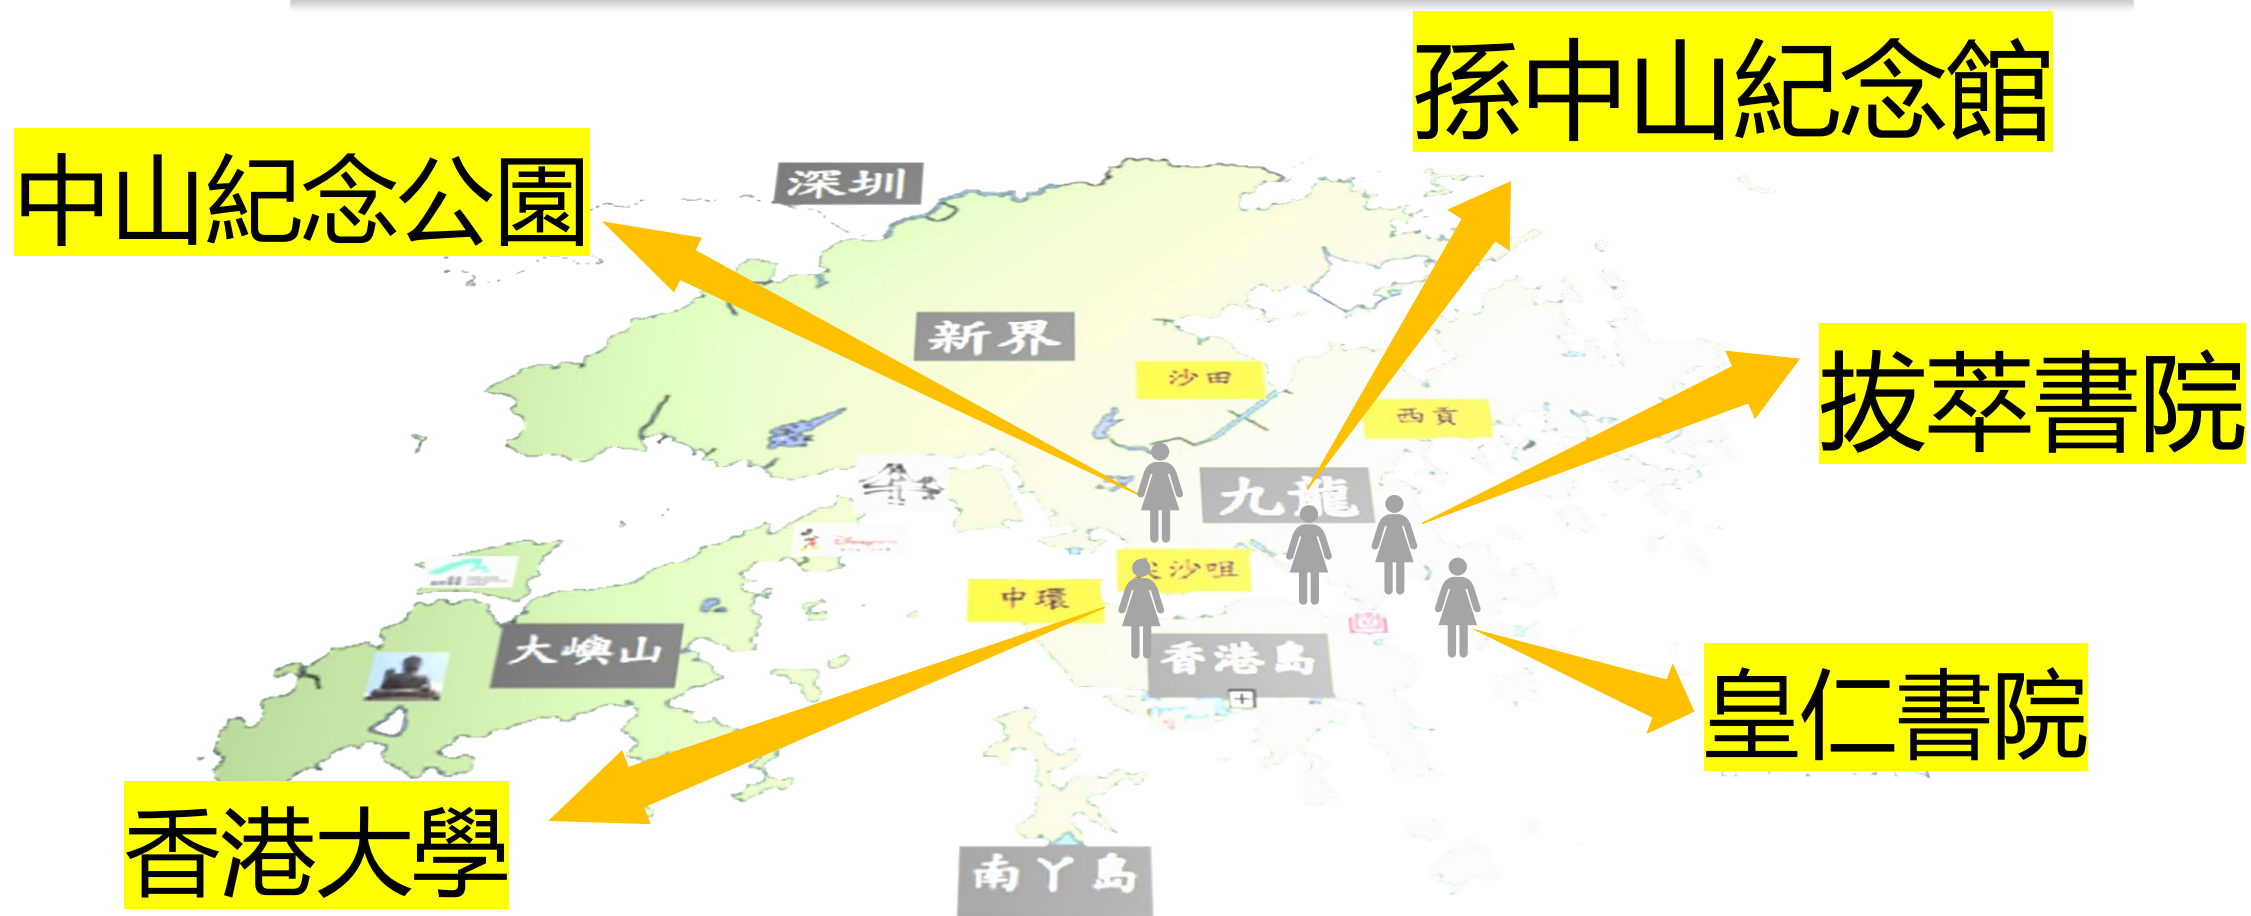 孫中山紀念館
中山紀念公園
深圳
新界
拔萃書院
沙田
西貢
九龍
尖沙咀
中環
大嶼山
香港島
皇仁書院
香港大學
南丫島